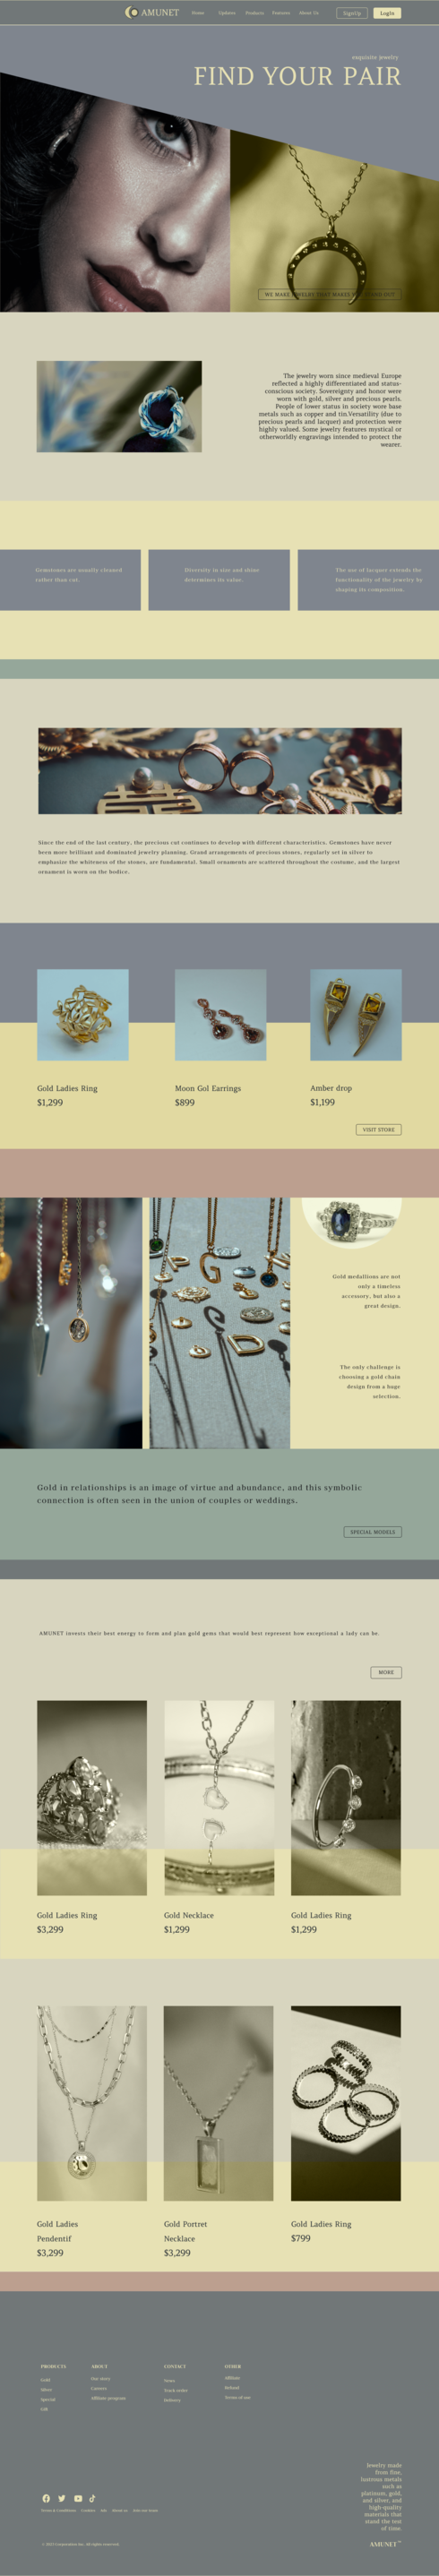 AMUNET
Home Updates Products Features About Us
SignUp
Login
exquisite jewelry
FIND YOUR PAIR
WE MAKE JEWELRY THAT MAKES
The jewelry worn since medieval Europe
reflected a highly differentiated and status-
conscious society. Sovereignty and honor were
worn with gold, silver and precious pearls.
People of lower status in society wore base
metals such as copper and tin.Versatility (due to
precious pearls and lacquer) and protection were
highly valued. Some jewelry features mystical or
otherworldly engravings intended to protect the
wearer.
Gemstones are usually cleaned
rather than cut.
Diversity in size and shine
determines its value.
The use of lacquer extends the
functionality of the jewelry by
shaping its composition.
Since the end of the last century, the precious cut continues to develop with different characteristics. Gemstones have never
been more brilliant and dominated jewelry planning. Grand arrangements of precious stones, regularly set in silver to
emphasize the whiteness of the stones, are fundamental. Small ornaments are scattered throughout the costume, and the largest
ornament is worn on the bodice.
Gold Ladies Ring
$1,299
Moon Gol Earrings
$899
Amber drop
$1,199
VISIT STORE
Gold medallions are not
only a timeless
accessory, but also a
great design.
The only challenge is
choosing a gold chain
design from a huge
selection.
Gold in relationships is an image of virtue and abundance, and this symbolic
connection is often seen in the union of couples or weddings.
SPECIAL MODELS
AMUNET invests their best energy to form and plan gold gems that would best represent how exceptional a lady can be.
MORE
Gold Ladies Ring
$3,299
Gold Necklace
$1,299
Gold Ladies Ring
$1,299
Gold Ladies
Pendentif
$3,299
Gold Portret
Necklace
$3,299
Gold Ladies Ring
$799
PRODUCTS
Gold
Silver
Special
Gift
ABOUT
Our story
Careers
Affiliate program
CONTACT
News
Track order
Delivery
OTHER
Affiliate
Refund
Terms of use
Jewelry made
from fine,
lustrous metals
such as
platinum, gold,
and silver, and
high-quality
materials that
stand the test
of time.
Terms & Conditions Cookies Ads About us Join our team
AMUNET™